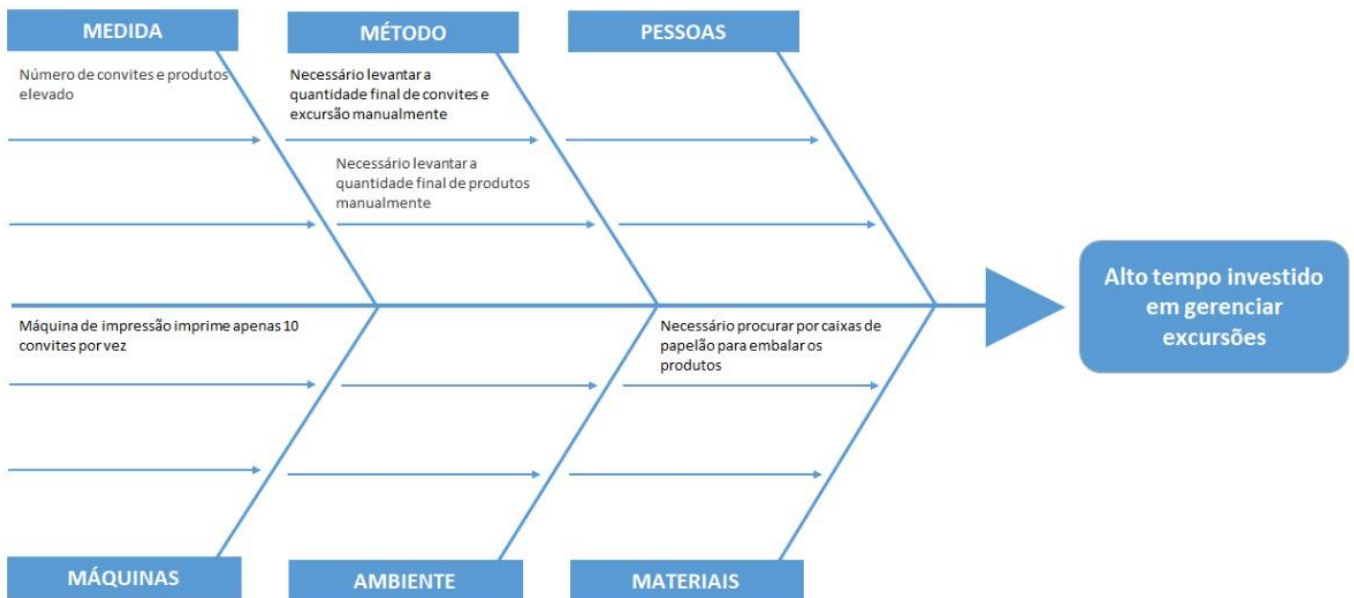 MEDIDA
MÉTODO
PESSOAS
Número de convites e produtos
elevado
Necessário levantar a
quantidade final de convites e
excursão manualmente
Necessário levantar a
quantidade final de produtos
manualmente
Alto tempo investido
em gerenciar
excursões
Máquina de impressão imprime apenas 10
convites por vez
Necessário procurar por caixas de
papelão para embalar os
produtos
MÁQUINAS
AMBIENTE
MATERIAIS